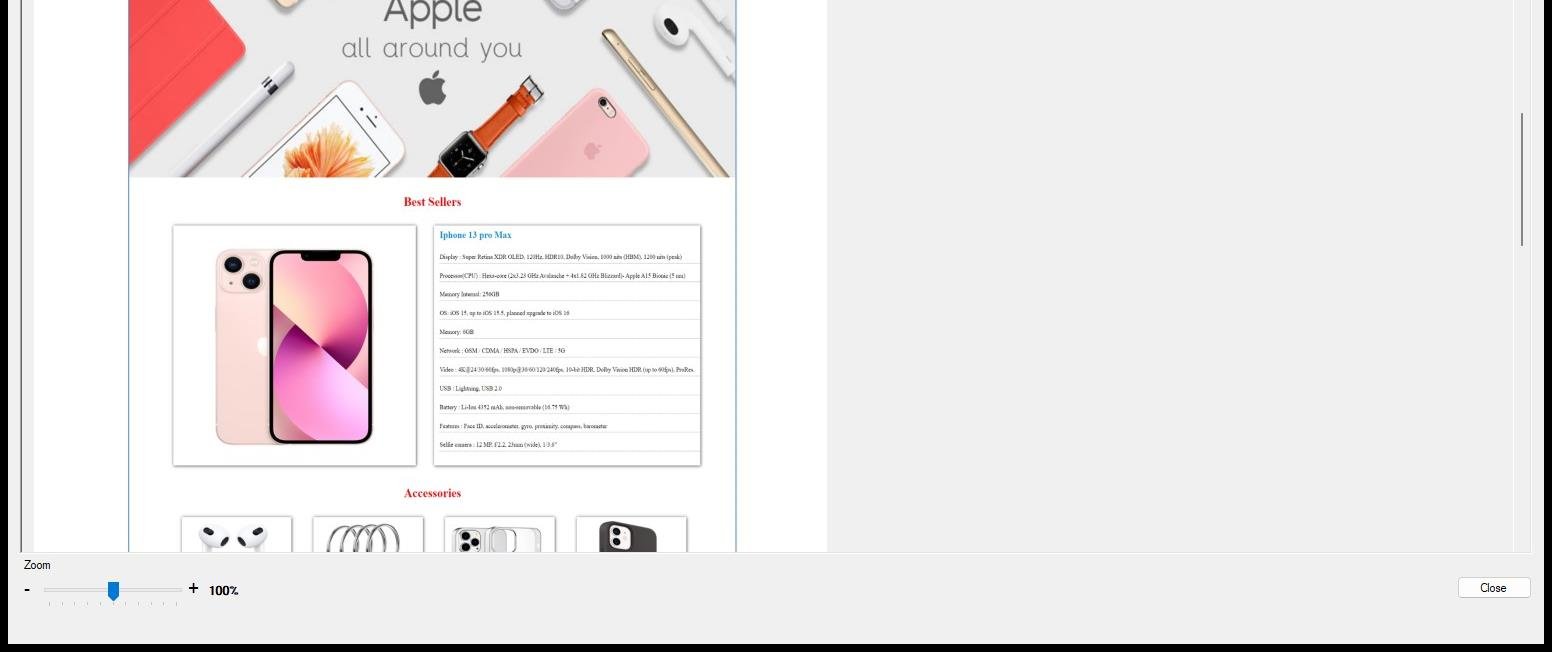 Apple
all around you
Best Sellers
Iphone 13 pro Max
Display : Super Retina XDR OLED, 120Hz, HDR10, Dolby Vision, 1000 nits (HBM), 1200 nits (peak)
Processor(CPU) : Hexa-core (2x3.23 GHz Avalanche + 4x1.82 GHz Blizzard)- Apple A15 Bionic (5 nm)
Memory Internal: 256GB
OS: iOS 15, up to iOS 15.5, planned upgrade to iOS 16
Memory: 6GB
Network : GSM / CDMA / HSPA / EVDO / LTE / 5G
Video : 4K@24/30/60fps, 1080p@30/60/120/240fps, 10-bit HDR, Dolby Vision HDR (up to 60fps), ProRes.
USB : Lightning, USB 2.0
Battery : Li-Ion 4352 mAh, non-removable (16.75 Wh)
Features : Face ID, accelerometer, gyro, proximity, compass, barometer
Selfie camera : 12 MP, f/2.2, 23mm (wide), 1/3.6"
Accessories
Zoom
- + 100%
Close